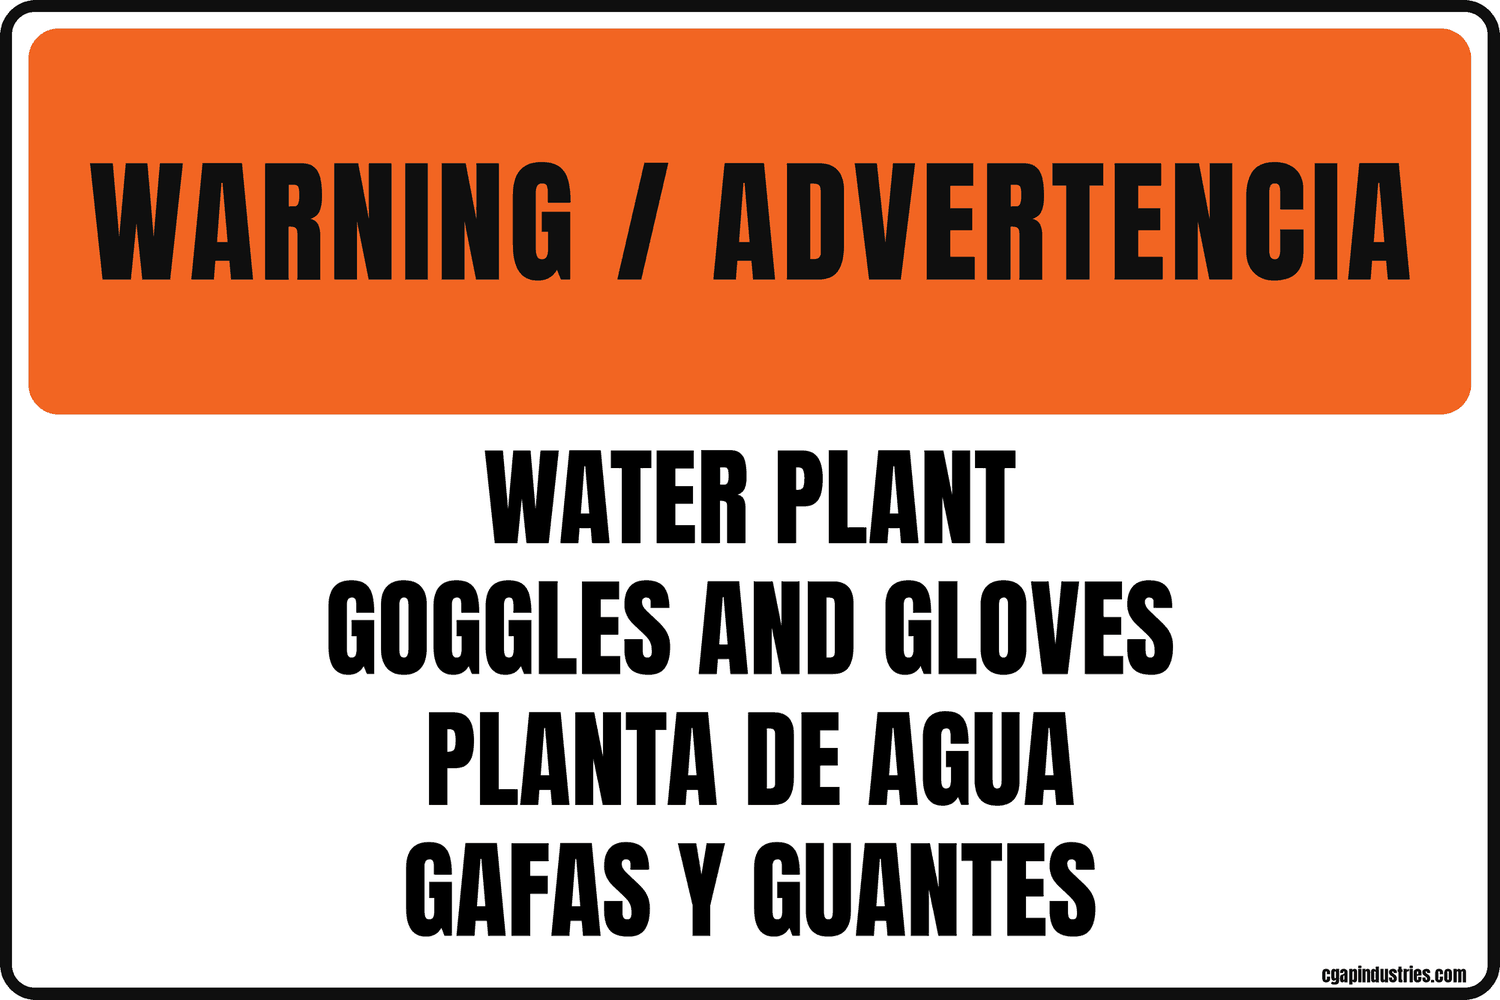 WARNING / ADVERTENCIA
WATER PLANT
GOGGLES AND GLOVES
PLANTA DE AGUA
GAFAS Y GUANTES
cgapindustries.com